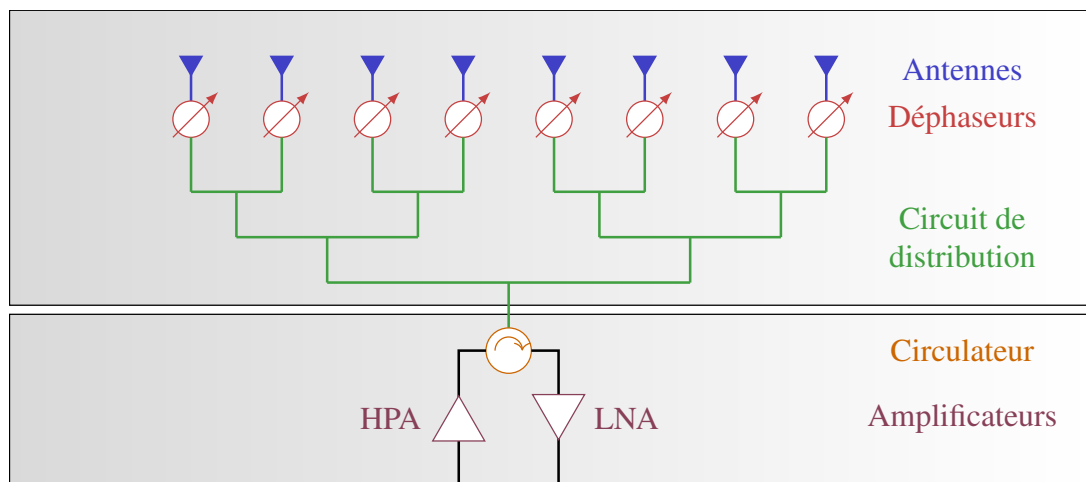 Antennes
Déphaseurs
Circuit de
distribution
Circulateur
HPA
LNA
Amplificateurs